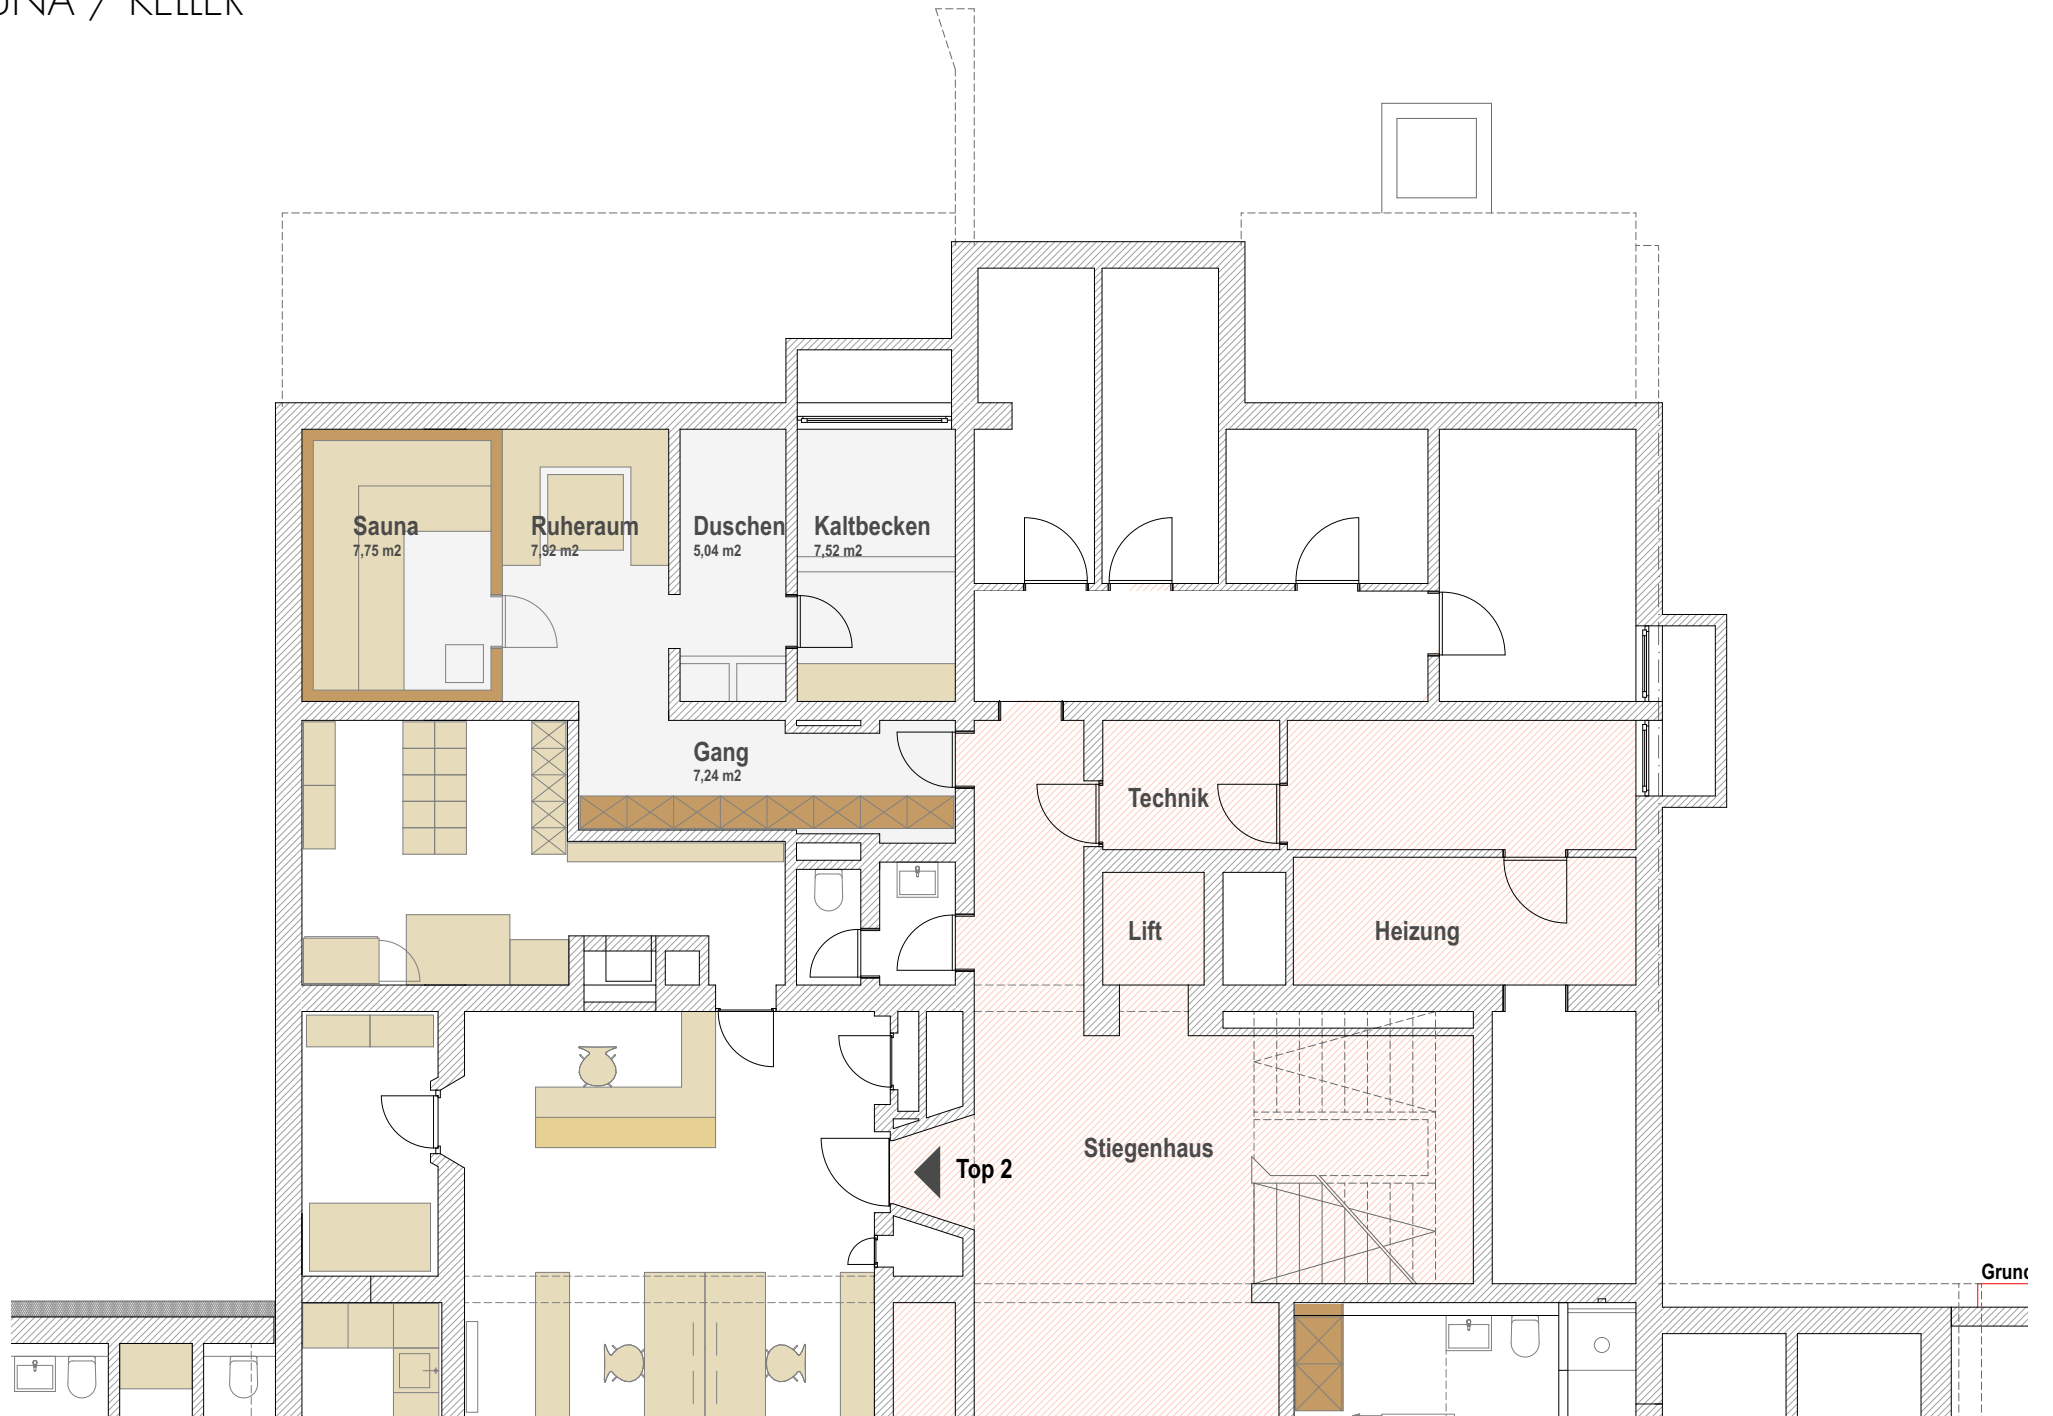 / KELLER
Sauna
7,75 m2
Ruheraum
7,92 m2
Duschen
5,04 m2
Kaltbecken
7,52 m2
Gang
7,24 m2
Technik
Lift
Heizung
Stiegenhaus
Top 2